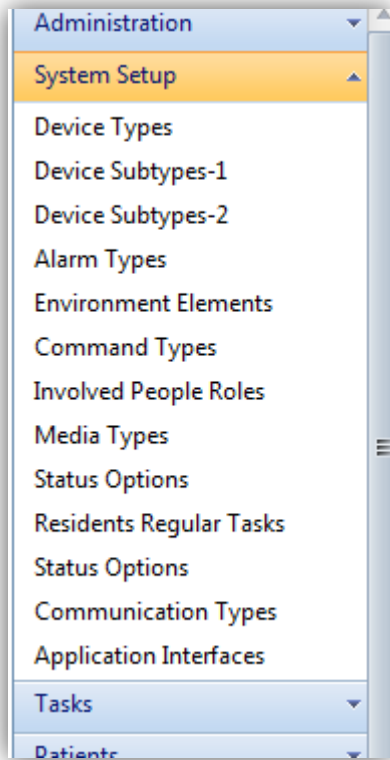 Administration
System Setup
Device Types
Device Subtypes-1
Device Subtypes-2
Alarm Types
Environment Elements
Command Types
Involved People Roles
Media Types
Status Options
Residents Regular Tasks
Status Options
Communication Types
Application Interfaces
Tasks
Patients